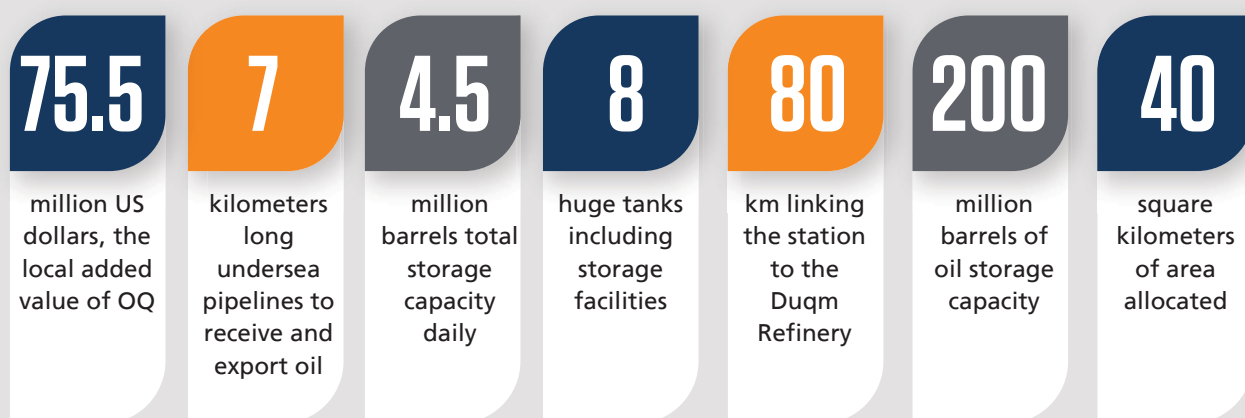 75.5
million US
dollars, the
local added
value of OQ
7
kilometers
long
undersea
pipelines to
receive and
export oil
4.5
million
barrels total
storage
capacity
daily
8
huge tanks
including
storage
facilities
80
km linking
the station
to the
Duqm
Refinery
200
million
barrels of
oil storage
capacity
40
square
kilometers
of area
allocated